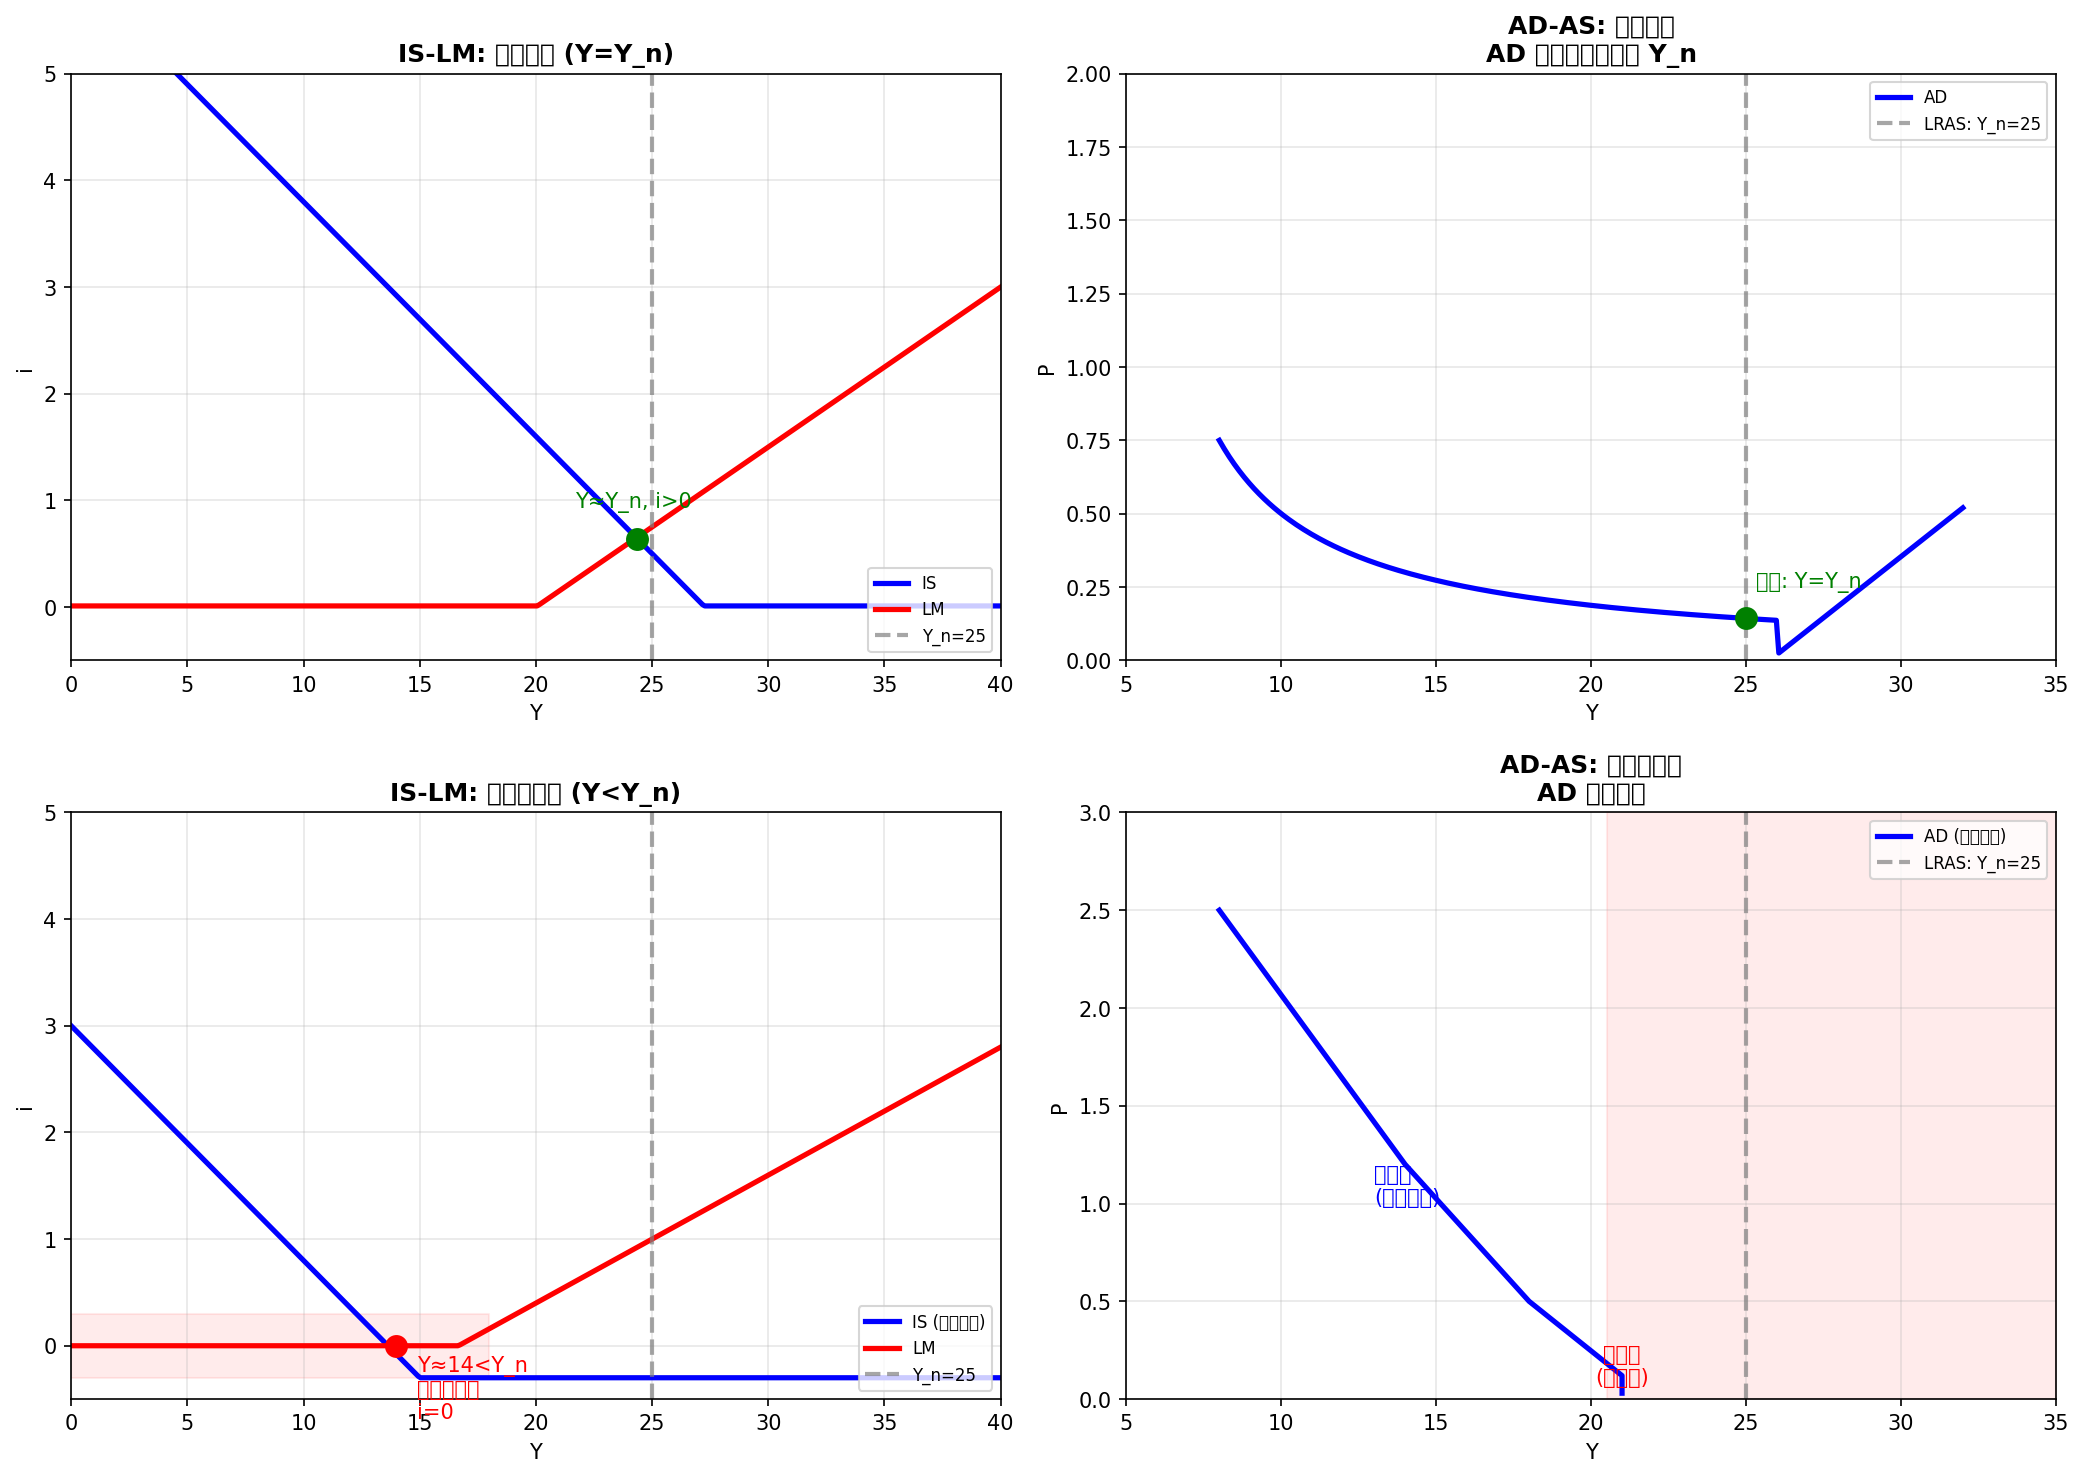 IS-LM: (Y=Y_n)
5
4
3
2
1
0
i
Y≈Y_n, i>0
IS
LM
Y_n=25
0 5 10 15 20 25 30 35 40
Y
AD-AS:
AD Y_n
2.00
1.75
1.50
1.25
1.00
0.75
0.50
0.25
0.00
P
AD
LRAS: Y_n=25
: Y=Y_n
5 10 15 20 25 30 35
Y
IS-LM: (Y<Y_n)
5
4
3
2
1
0
i
Y≈14<Y_n
i=0
IS ()
LM
Y_n=25
0 5 10 15 20 25 30 35 40
Y
AD-AS:
AD
3.0
2.5
2.0
1.5
1.0
0.5
0.0
P
AD ()
LRAS: Y_n=25
()
()
5 10 15 20 25 30 35
Y